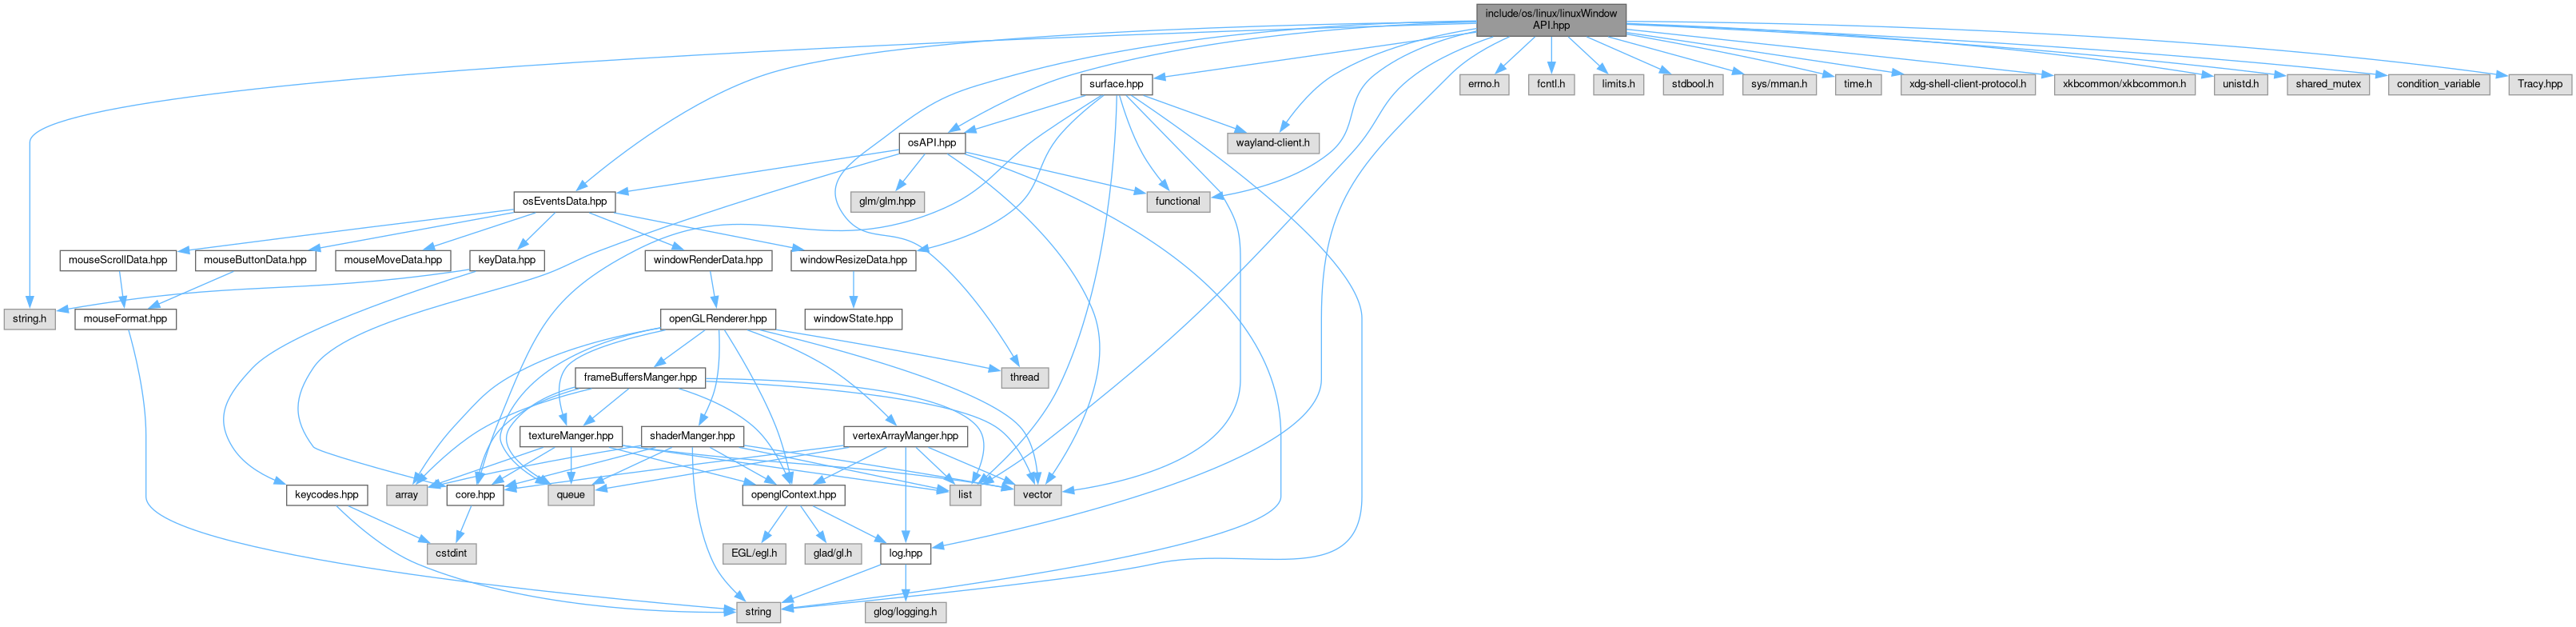 include/os/linux/linuxWindow
API.hpp
surface.hpp
errno.h
fcntl.h
limits.h
stdbool.h
sys/mman.h
time.h
xdg-shell-client-protocol.h
xkbcommon/xkbcommon.h
unistd.h
shared_mutex
condition_variable
Tracy.hpp
osAPI.hpp
wayland-client.h
osEventsData.hpp
glm/glm.hpp
functional
mouseScrollData.hpp
mouseButtonData.hpp
mouseMoveData.hpp
keyData.hpp
windowRenderData.hpp
windowResizeData.hpp
string.h
mouseFormat.hpp
openGLRenderer.hpp
windowState.hpp
frameBuffersManger.hpp
thread
textureManger.hpp
shaderManger.hpp
vertexArrayManger.hpp
keycodes.hpp
array
core.hpp
queue
openglContext.hpp
list
vector
cstdint
EGL/egl.h
glad/gl.h
log.hpp
string
glog/logging.h